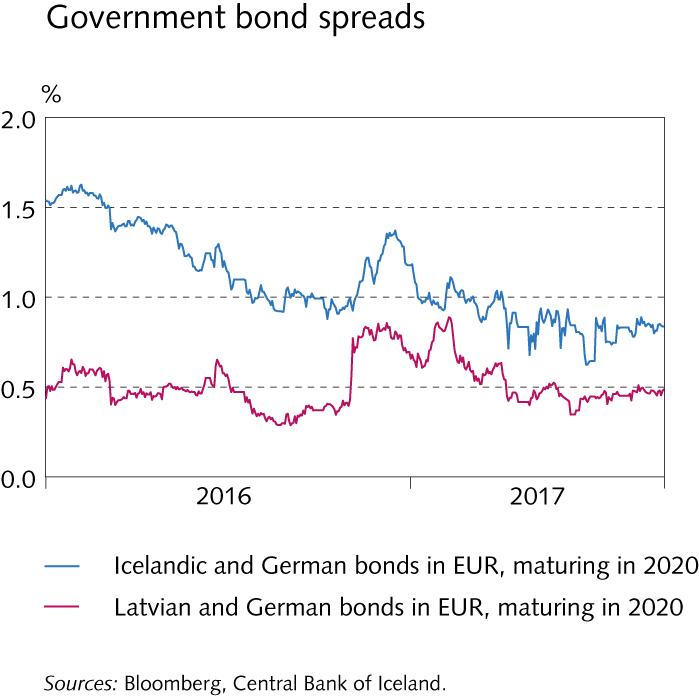 Government bond spreads
%
2.0
1.5
1.0
0.5
0.0
2016 2017
Icelandic and German bonds in EUR, maturing in 2020
Latvian and German bonds in EUR, maturing in 2020
Sources: Bloomberg, Central Bank of Iceland.